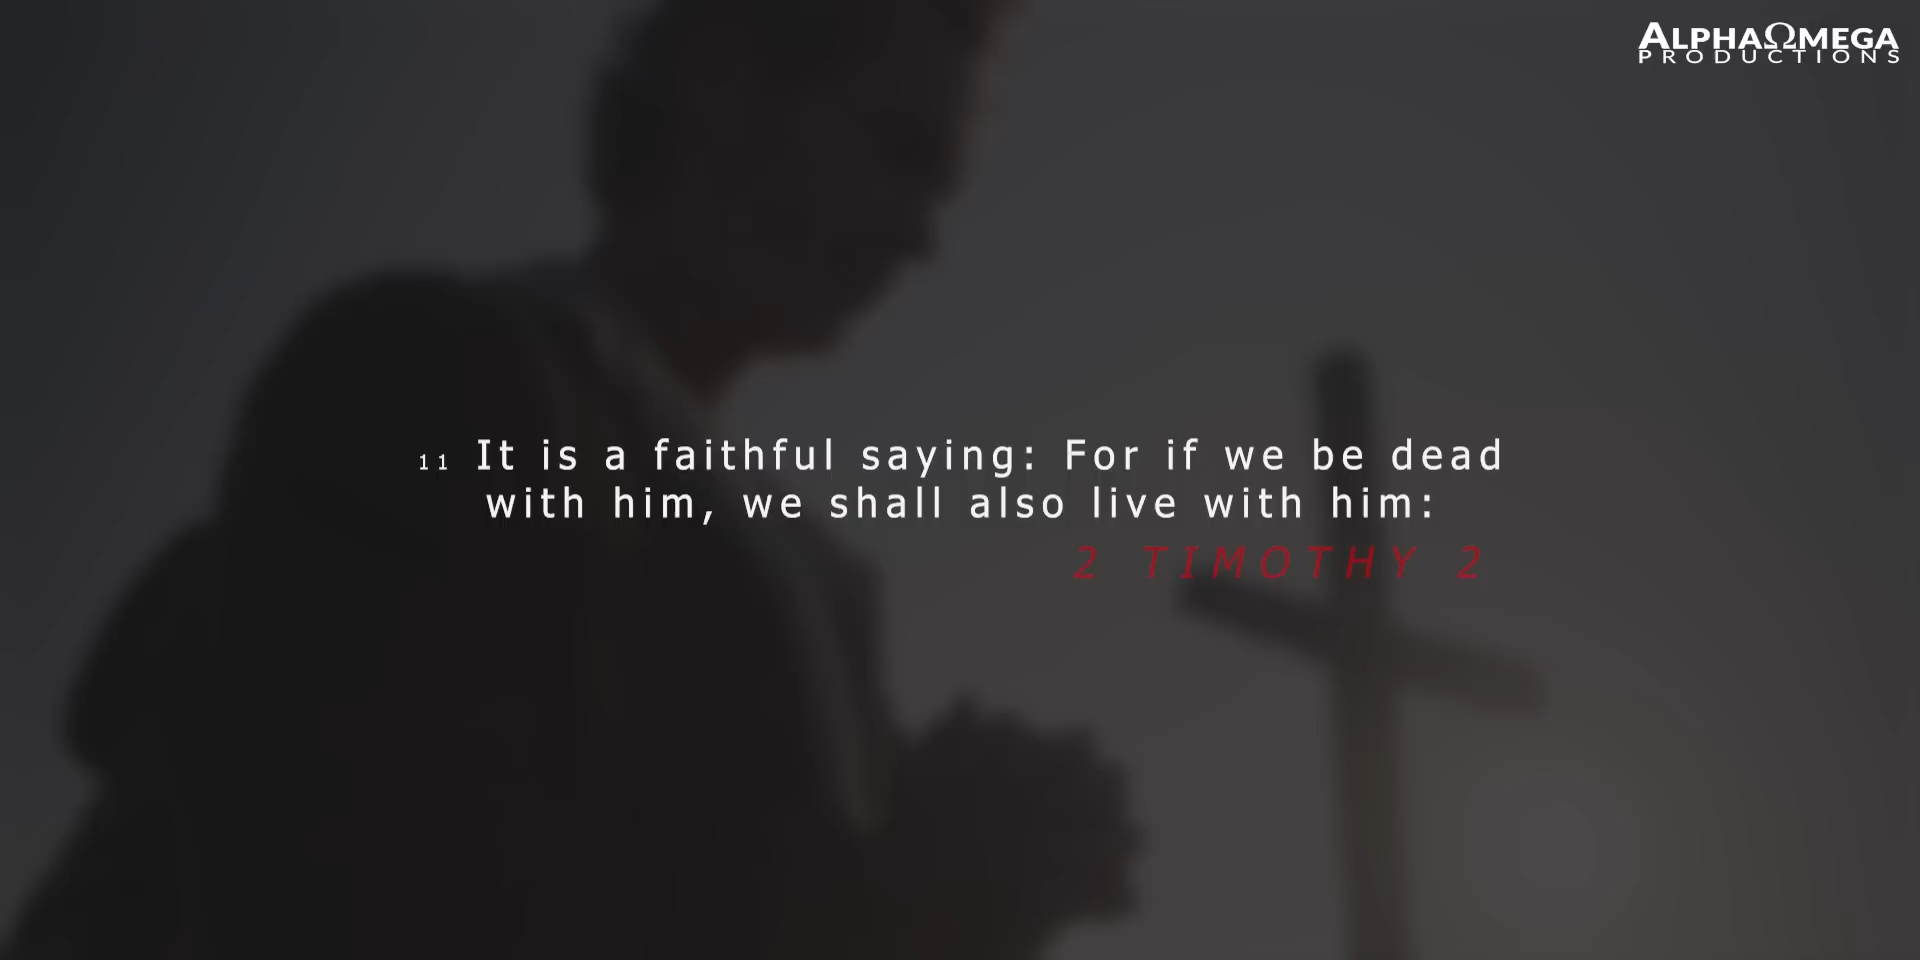 ALPHAΩMEGA
PRODUCTIONS
11 It is a faithful saying: For if we be dead
with him, we shall also live with him:
2 TIMOTHY 2